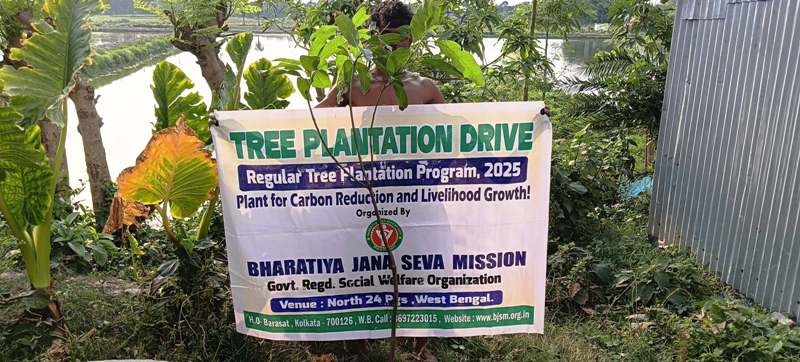 TREE PLANTATION DRIVE
Regular Tree Plantation Program, 2025
Plant for Carbon Reduction and Livelihood Growth!
Organized By
BHARATIYA JANA SEVA MISSION
Govt. Regd. Social Welfare Organization
Venue : North 24 Pgs ,West Bengal.
H.O- Barasat , Kolkata - 700126 , W.B. Call : 8697223015 , Website : www.bjsm.org.in